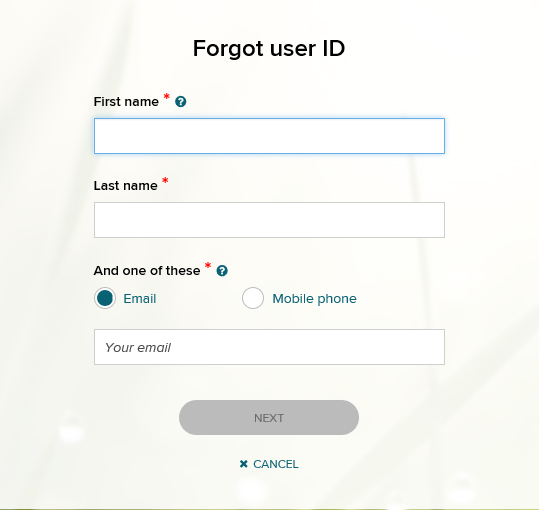 Forgot user ID
First name * ?
Last name *
And one of these * ?
Email Mobile phone
Your email
NEXT
✖ CANCEL